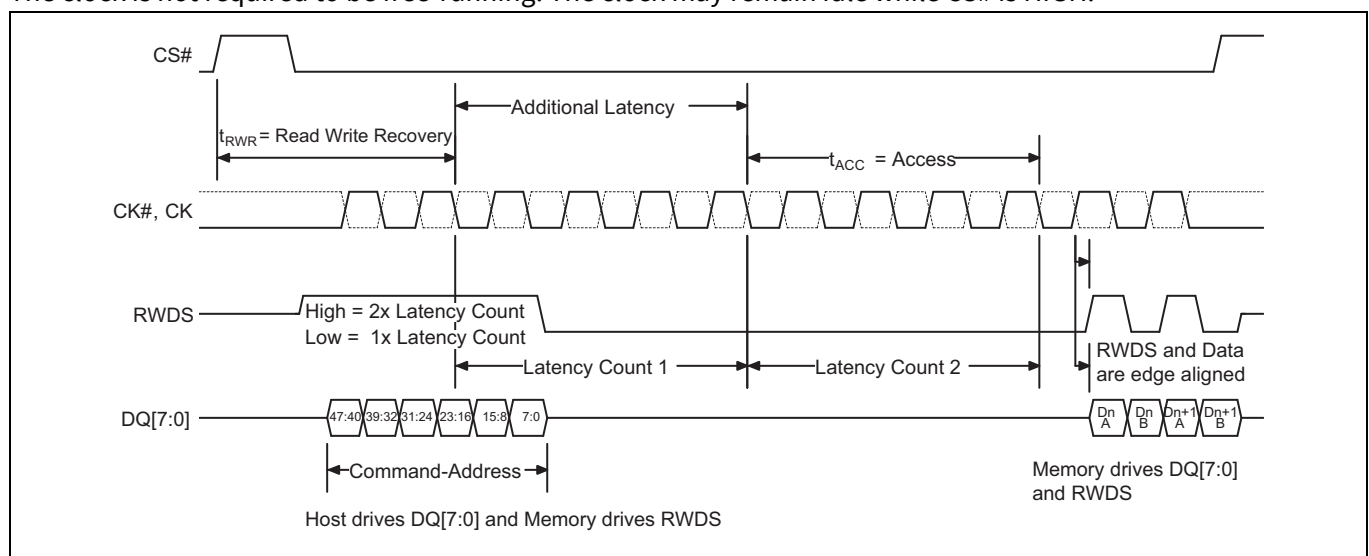 The clock is not required to be free-running. The clock may remain idle while CS# is HIGH.
CS#
Additional Latency
tRWR = Read Write Recovery
tACC = Access
CK#, CK
RWDS
High = 2x Latency Count
Low = 1x Latency Count
RWDS and Data
are edge aligned
Latency Count 1
Latency Count 2
DQ[7:0]
47:40 39:32 31:24 23:16 15:8 7:0
Dn A
Dn B
Dn+1 A
Dn+1 B
Command-Address
Memory drives DQ[7:0]
and RWDS
Host drives DQ[7:0] and Memory drives RWDS